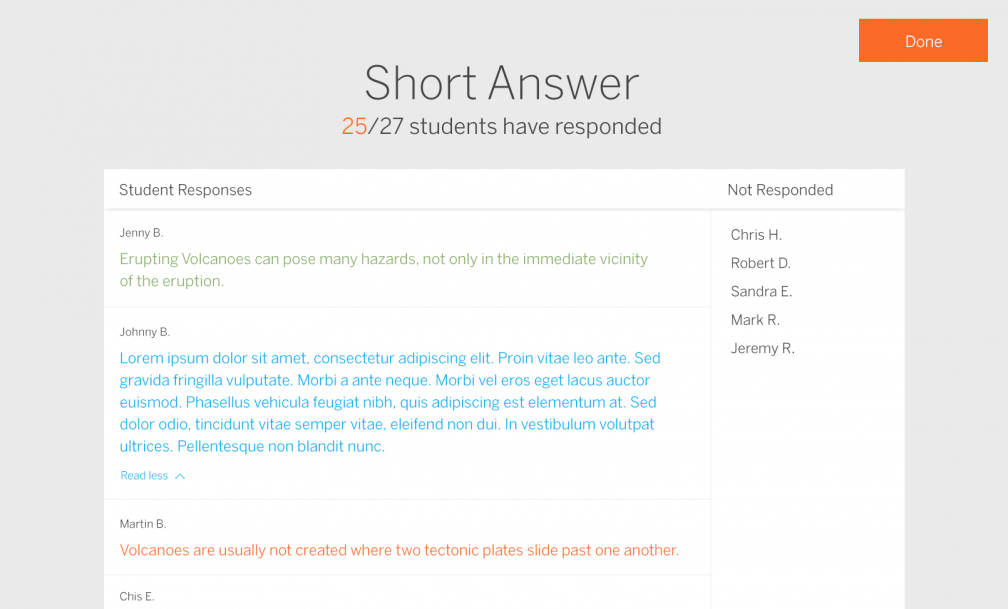 Done
Short Answer
25/27 students have responded
Student Responses
Not Responded
Jenny B.
Erupting Volcanoes can pose many hazards, not only in the immediate vicinity
of the eruption.
Johnny B.
Lorem ipsum dolor sit amet, consectetur adipiscing elit. Proin vitae leo ante. Sed
gravida fringilla vulputate. Morbi a ante neque. Morbi vel eros eget lacus auctor
euismod. Phasellus vehicula feugiat nibh, quis adipiscing est elementum at. Sed
dolor odio, tincidunt vitae semper vitae, eleifend non dui. In vestibulum volutpat
ultrices. Pellentesque non blandit nunc.
Read less
Martin B.
Volcanoes are usually not created where two tectonic plates slide past one another.
Chis E.
Chris H.
Robert D.
Sandra E.
Mark R.
Jeremy R.